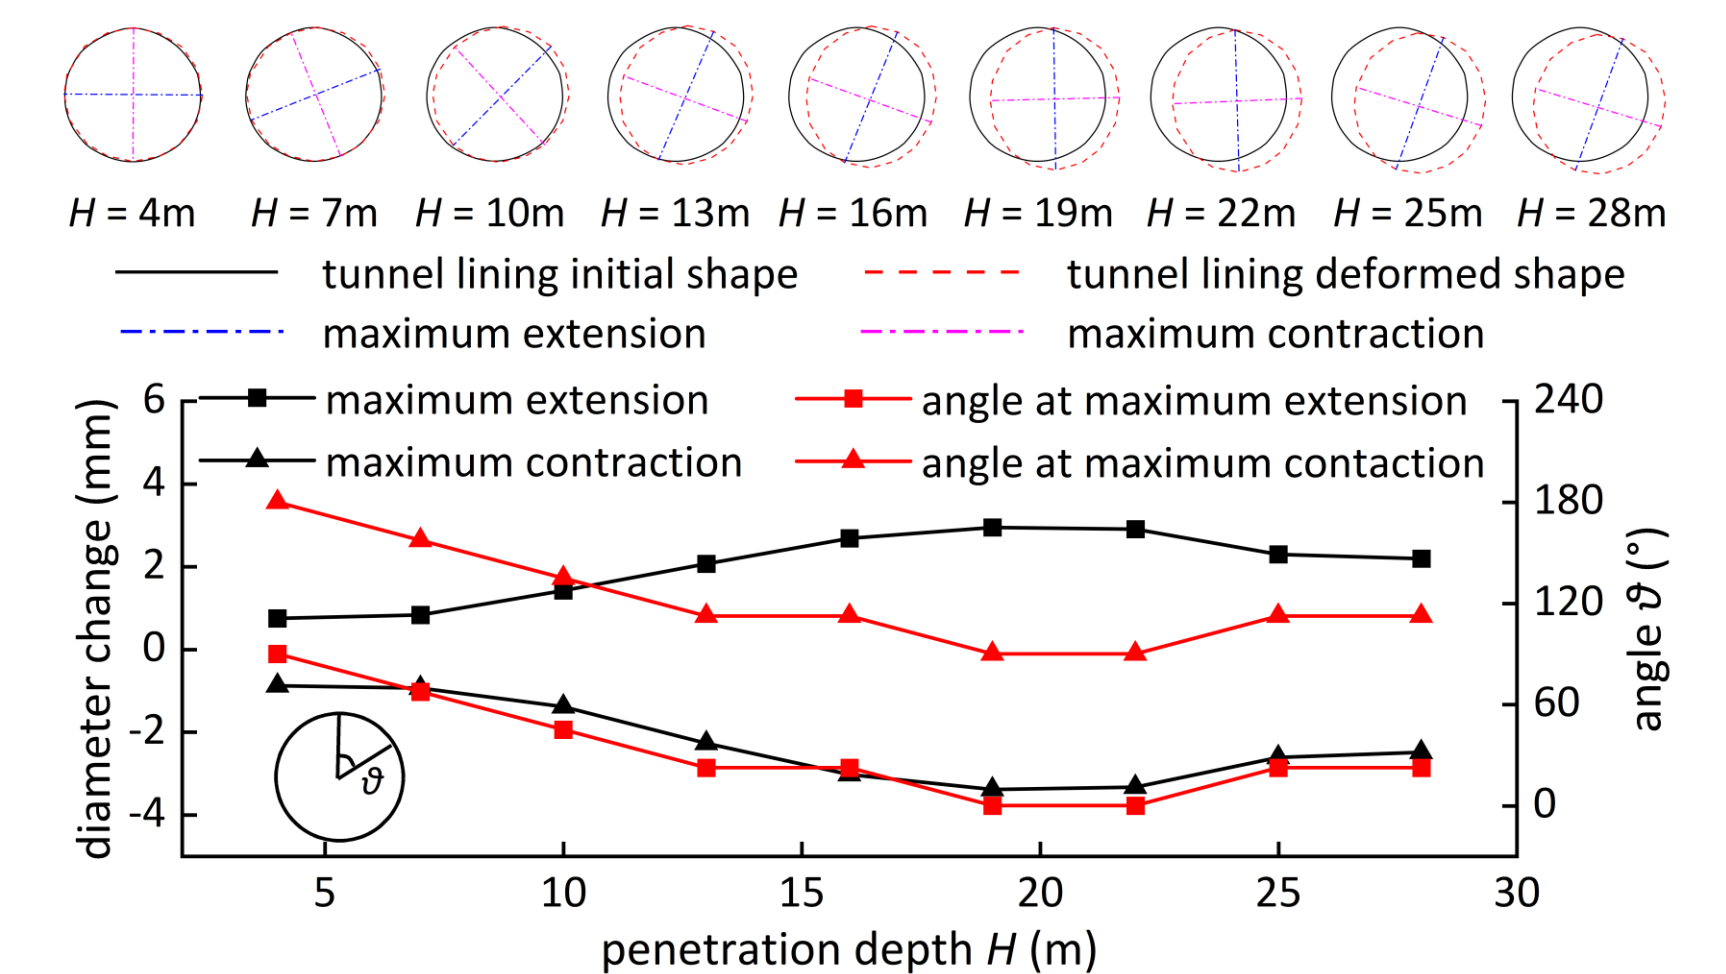 H = 4m H = 7m H = 10m H = 13m H = 16m H = 19m H = 22m H = 25m H = 28m
tunnel lining initial shape tunnel lining deformed shape
maximum extension maximum contraction
maximum extension angle at maximum extension
maximum contraction angle at maximum contaction
diameter change (mm)
6
4
2
0
-2
-4
240
180
120
60
0
angle ϑ (°)
ϑ
5 10 15 20 25 30
penetration depth H (m)